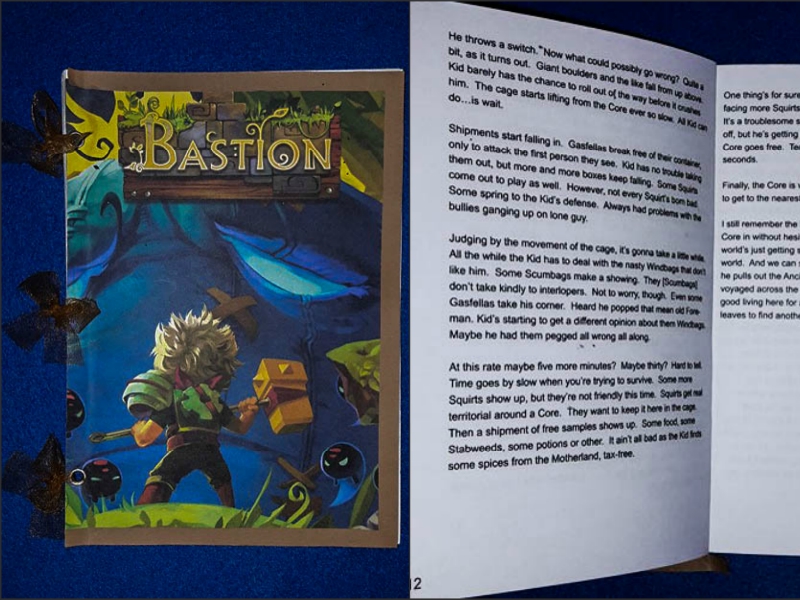 BASTION
He throws a switch. Now what could possibly go wrong? Quite a
bit, as it turns out. Giant boulders and the like fall from up above.
Kid barely has the chance to roll out of the way before it crushes
him. The cage starts lifting from the Core ever so slow. All Kid can
do…is wait.
Shipments start falling in. Gasfellas break free of their container,
only to attack the first person they see. Kid has no trouble taking
them out, but more and more boxes keep falling. Some Squirts
come out to play as well. However, not every Squirt's born bad.
Some spring to the Kid's defense. Always had problems with the
bullies ganging up on lone guy.
Judging by the movement of the cage, it's gonna take a little while.
All the while the Kid has to deal with the nasty Windbags that don't
like him. Some Scumbags make a showing. They [Scumbags]
don't take kindly to interlopers. Not to worry, though. Even some
Gasfellas take his corner. Heard he popped that mean old Fore-
man. Kid's starting to get a different opinion about them Windbags.
Maybe he had them pegged all wrong all along.
At this rate maybe five more minutes? Maybe thirty? Hard to tell.
Time goes by slow when you're trying to survive. Some more
Squirts show up, but they're not friendly this time. Squirts get real
territorial around a Core. They want to keep it here in the cage.
Then a shipment of free samples shows up. Some food, some
Stabweeds, some potions or other. It ain't all bad as the Kid finds
some spices from the Motherland, tax-free.
12
One thing's for sure
facing more Squirts
It's a troublesome s
off, but he's getting
Core goes free. Te
seconds.
Finally, the Core is
to get to the nearest
I still remember the
Core in without hesi
world's just getting s
world. And we can
he pulls out the Anc
voyaged across the
good living here for
leaves to find anoth